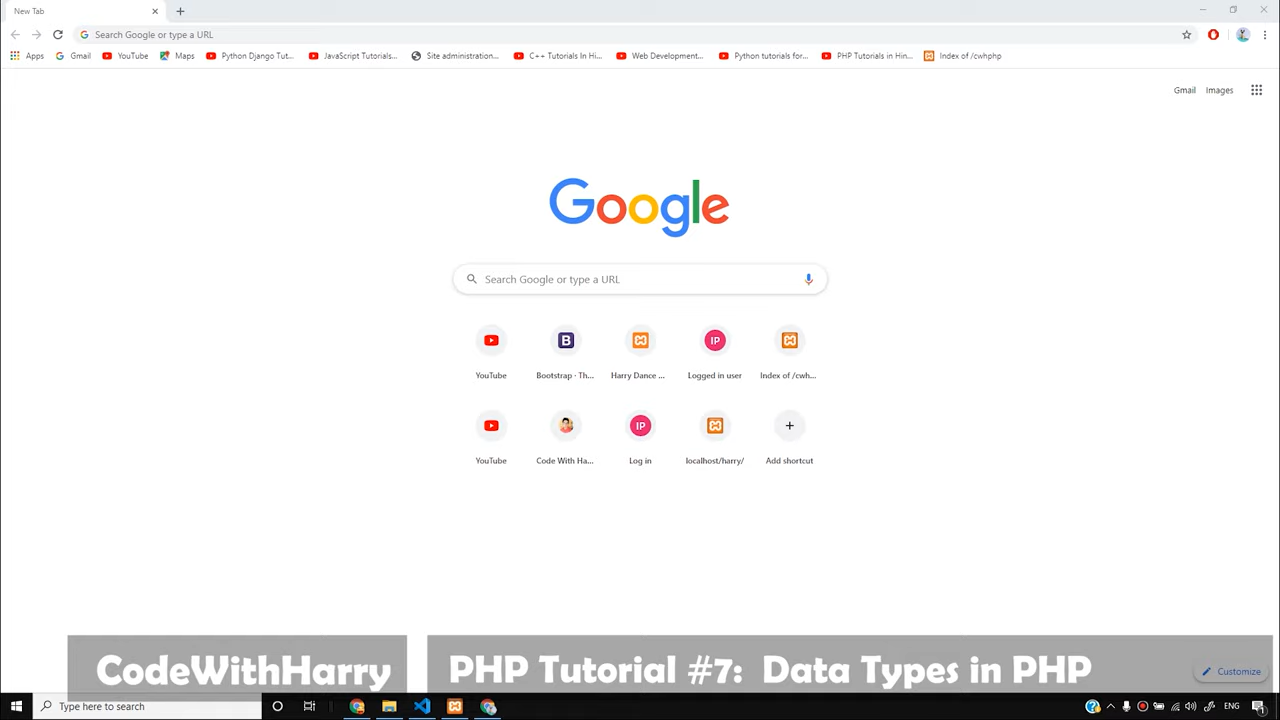 New Tab
Search Google or type a URL
Apps Gmail YouTube Maps Python Django Tut... JavaScript Tutorials... Site administration... C++ Tutorials In Hi... Web Development... Python tutorials for... PHP Tutorials in Hin... Index of /cwhphp
Gmail Images
Google
Search Google or type a URL
B IP
YouTube Bootstrap · Th... Harry Dance ... Logged in user Index of /cwh...
IP
YouTube Code With Ha... Log in localhost/harry/ Add shortcut
CodeWithHarry PHP Tutorial #7: Data Types in PHP Customize
Type here to search ENG